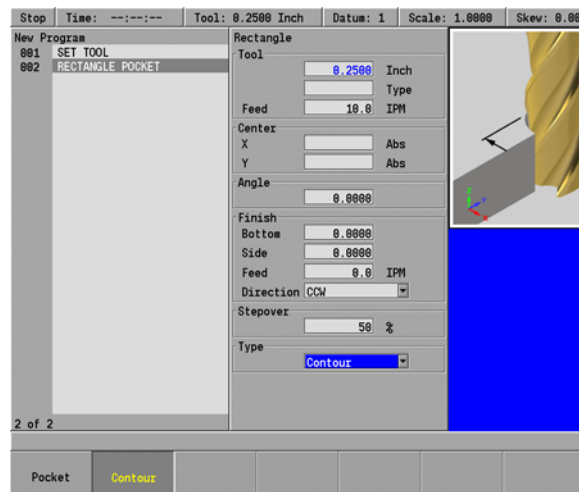 Stop Time: --:--:-- Tool: 0.2500 Inch Datum: 1 Scale: 1.0000 Skew: 0.00
New Program
001 SET TOOL
002 RECTANGLE POCKET
2 of 2
Rectangle
Tool
0.2500 Inch
Type
Feed 10.0 IPM
Center
X Abs
Y Abs
Angle
0.0000
Finish
Bottom 0.0000
Side 0.0000
Feed 0.0 IPM
Direction CCW
Stepover
50 %
Type
Contour
Z Y X
Pocket Contour